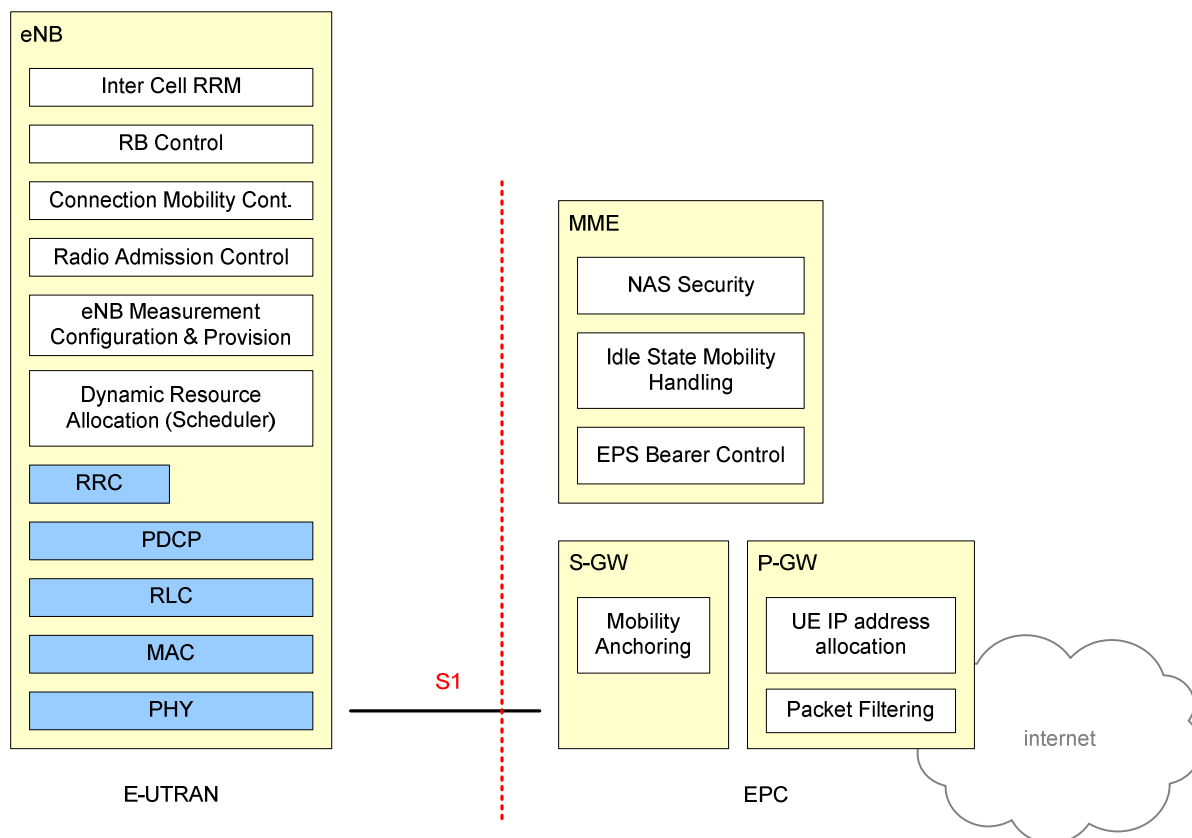 eNB
Inter Cell RRM
RB Control
Connection Mobility Cont.
Radio Admission Control
eNB Measurement
Configuration & Provision
Dynamic Resource
Allocation (Scheduler)
RRC
PDCP
RLC
MAC
PHY
S1
MME
NAS Security
Idle State Mobility
Handling
EPS Bearer Control
S-GW
Mobility
Anchoring
P-GW
UE IP address
allocation
Packet Filtering
internet
E-UTRAN
EPC